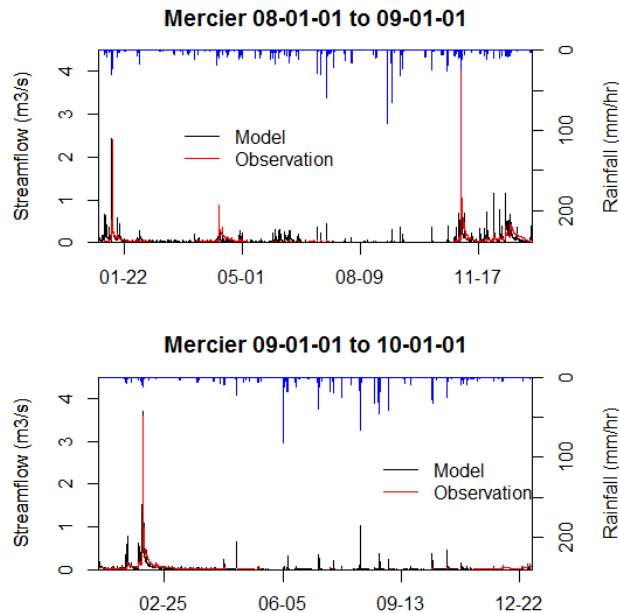 Mercier 08-01-01 to 09-01-01
Streamflow (m3/s)
0 1 2 3 4
Model
Observation
01-22 05-01 08-09 11-17
0 100 200
Rainfall (mm/hr)
Mercier 09-01-01 to 10-01-01
Streamflow (m3/s)
0 1 2 3 4
Model
Observation
02-25 06-05 09-13 12-22
0 100 200
Rainfall (mm/hr)